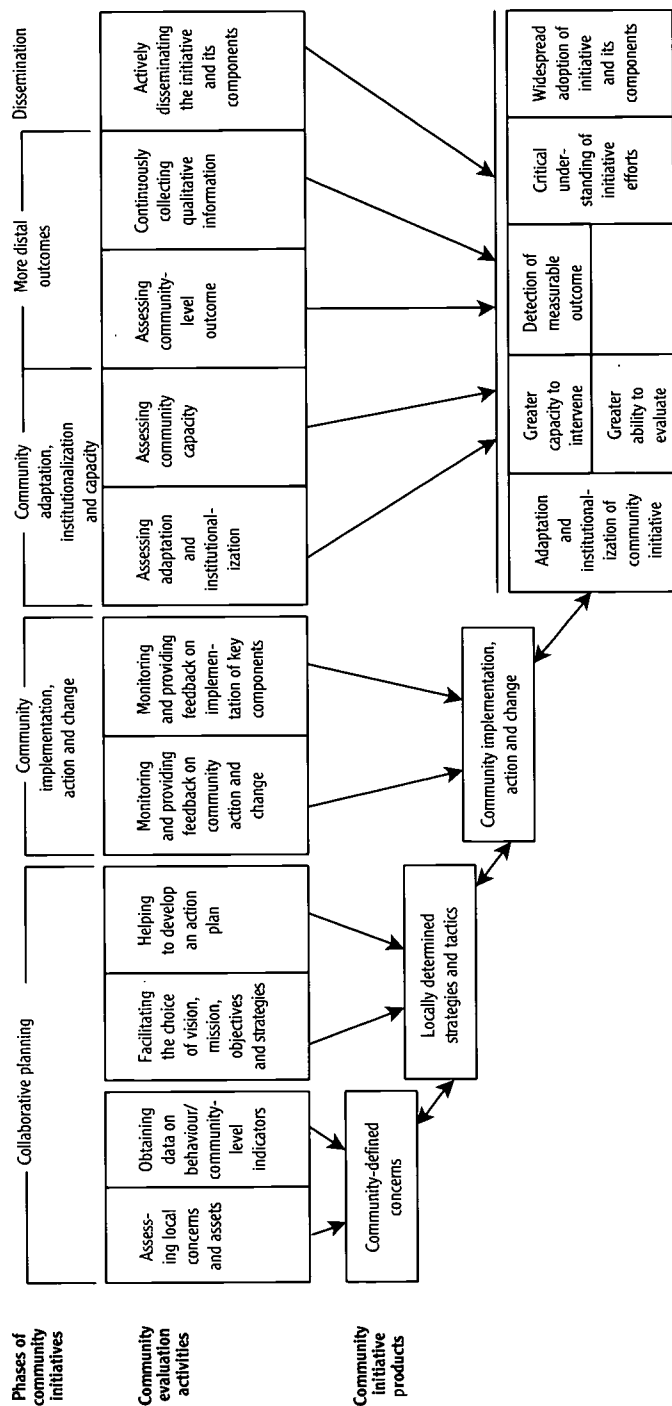 Phases of
community
initiatives
Collaborative planning
Community
implementation,
action and change
Community
adaptation,
institutionalization
and capacity
More distal
outcomes
Dissemination
Community
evaluation
activities
Assess-
ing local
concerns
and assets
Obtaining
data on
behaviour/
community-
level
indicators
Facilitating
the choice
of vision,
mission,
objectives
and strategies
Helping
to develop
an action
plan
Monitoring
and providing
feedback on
community
action and
change
Monitoring
and providing
feedback on
implemen-
tation of key
components
Assessing
adaptation
and
institutional-
ization
Assessing
community
capacity
Assessing
community-
level
outcome
Continuously
collecting
qualitative
information
Actively
disseminating
the initiative
and its
components
Community
initiative
products
Community-defined
concerns
Locally determined
strategies and tactics
Community implementation,
action and change
Adaptation
and
institutional-
ization of
community
initiative
Greater
capacity to
intervene
Greater
ability to
evaluate
Detection of
measurable
outcome
Critical
under-
standing of
initiative
efforts
Widespread
adoption of
initiative
and its
components